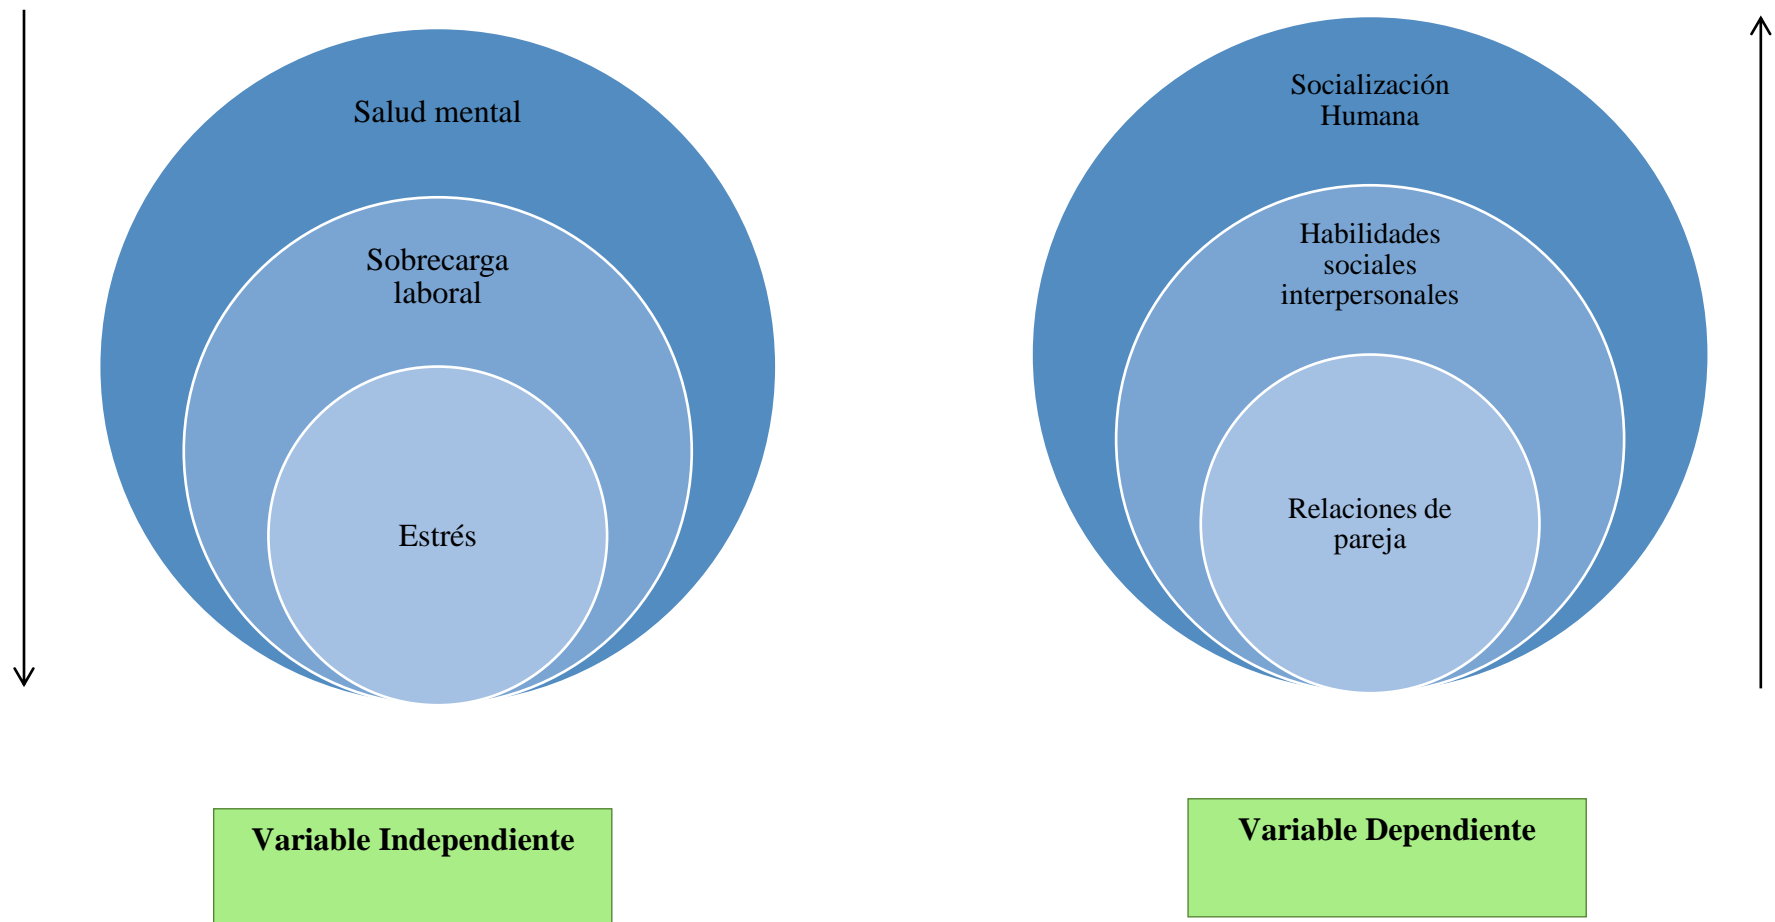 Salud mental
Sobrecarga
laboral
Estrés
Variable Independiente
Socialización
Humana
Habilidades
sociales
interpersonales
Relaciones de
pareja
Variable Dependiente